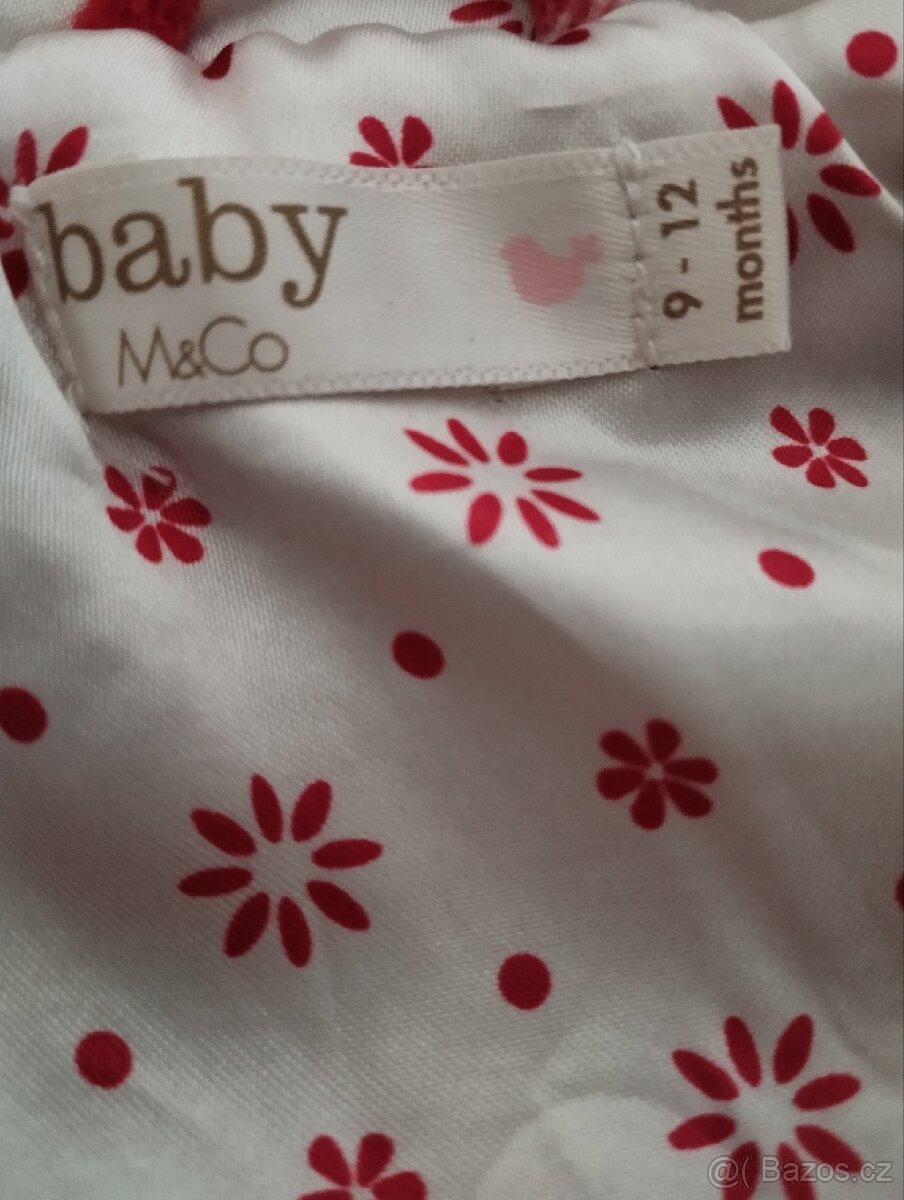 baby
M&Co
9 - 12
months
@( Bazos.cz